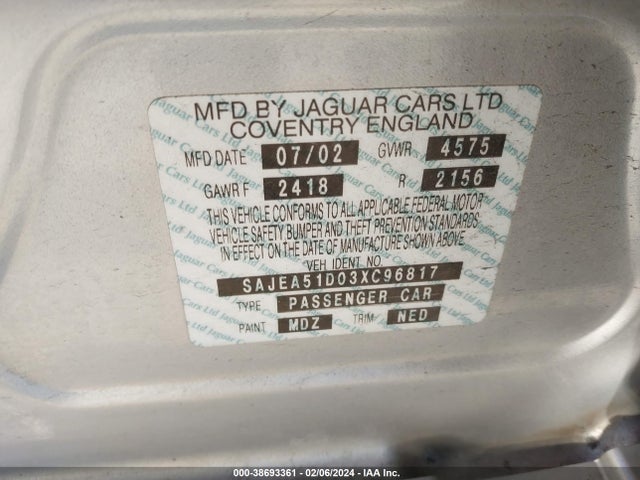 MFD BY JAGUAR CARS LTD
COVENTRY ENGLAND
MFD DATE 07/02 GVWR 4575
GAWR F 2418 R 2156
THIS VEHICLE CONFORMS TO ALL APPLICABLE FEDERAL MOTOR
VEHICLE SAFETY BUMPER AND THEFT PREVENTION STANDARDS
IN EFFECT ON THE DATE OF MANUFACTURE SHOWN ABOVE
VEH IDENT NO
SAJEA51D03XC96817
TYPE PASSENGER CAR
PAINT MDZ TRIM NED
000-38693361 | 02/06/2024 | IAA Inc.